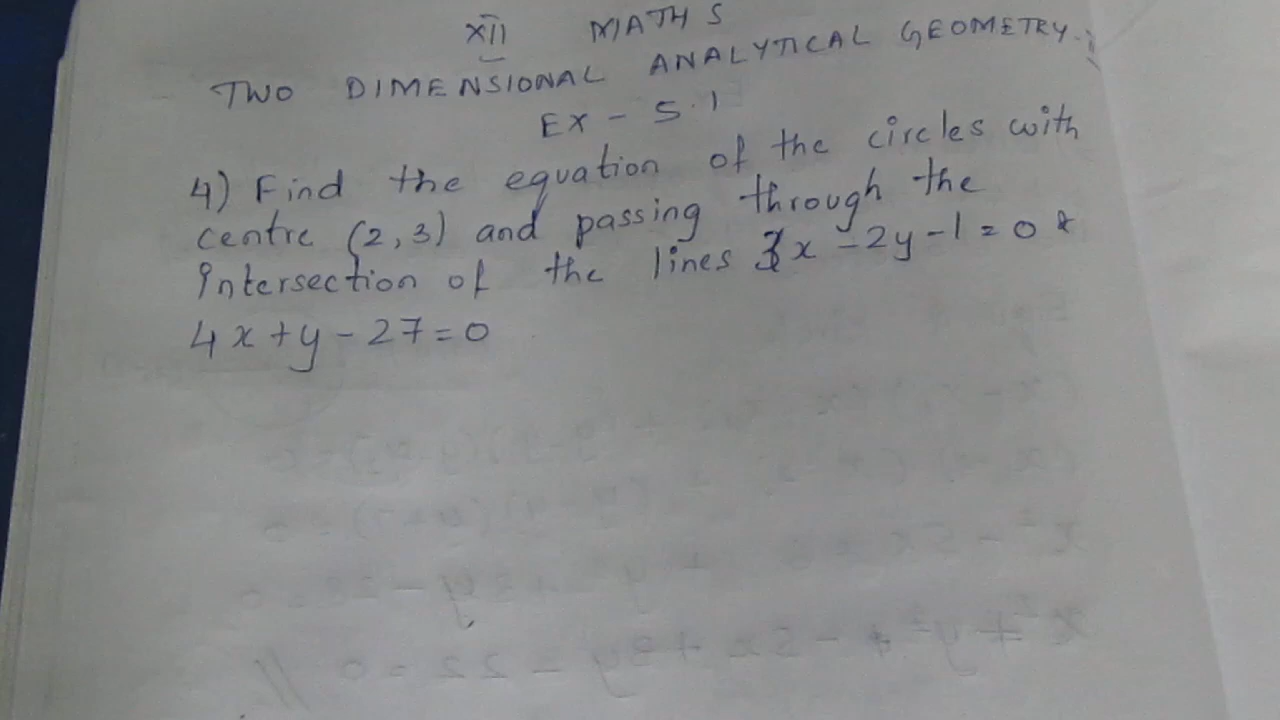 XII MATHS
TWO DIMENSIONAL ANALYTICAL GEOMETRY.
EX - 5.1
4) Find the equation of the circles with
centre (2,3) and passing through the
intersection of the lines 3x - 2y - 1 = 0 &
4x + y - 27 = 0